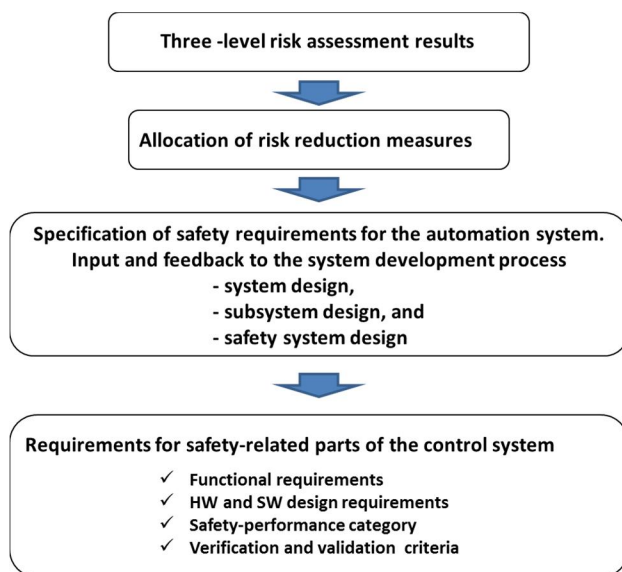 Three -level risk assessment results
Allocation of risk reduction measures
Specification of safety requirements for the automation system.
Input and feedback to the system development process
- system design,
- subsystem design, and
- safety system design
Requirements for safety-related parts of the control system
✓ Functional requirements
✓ HW and SW design requirements
✓ Safety-performance category
✓ Verification and validation criteria